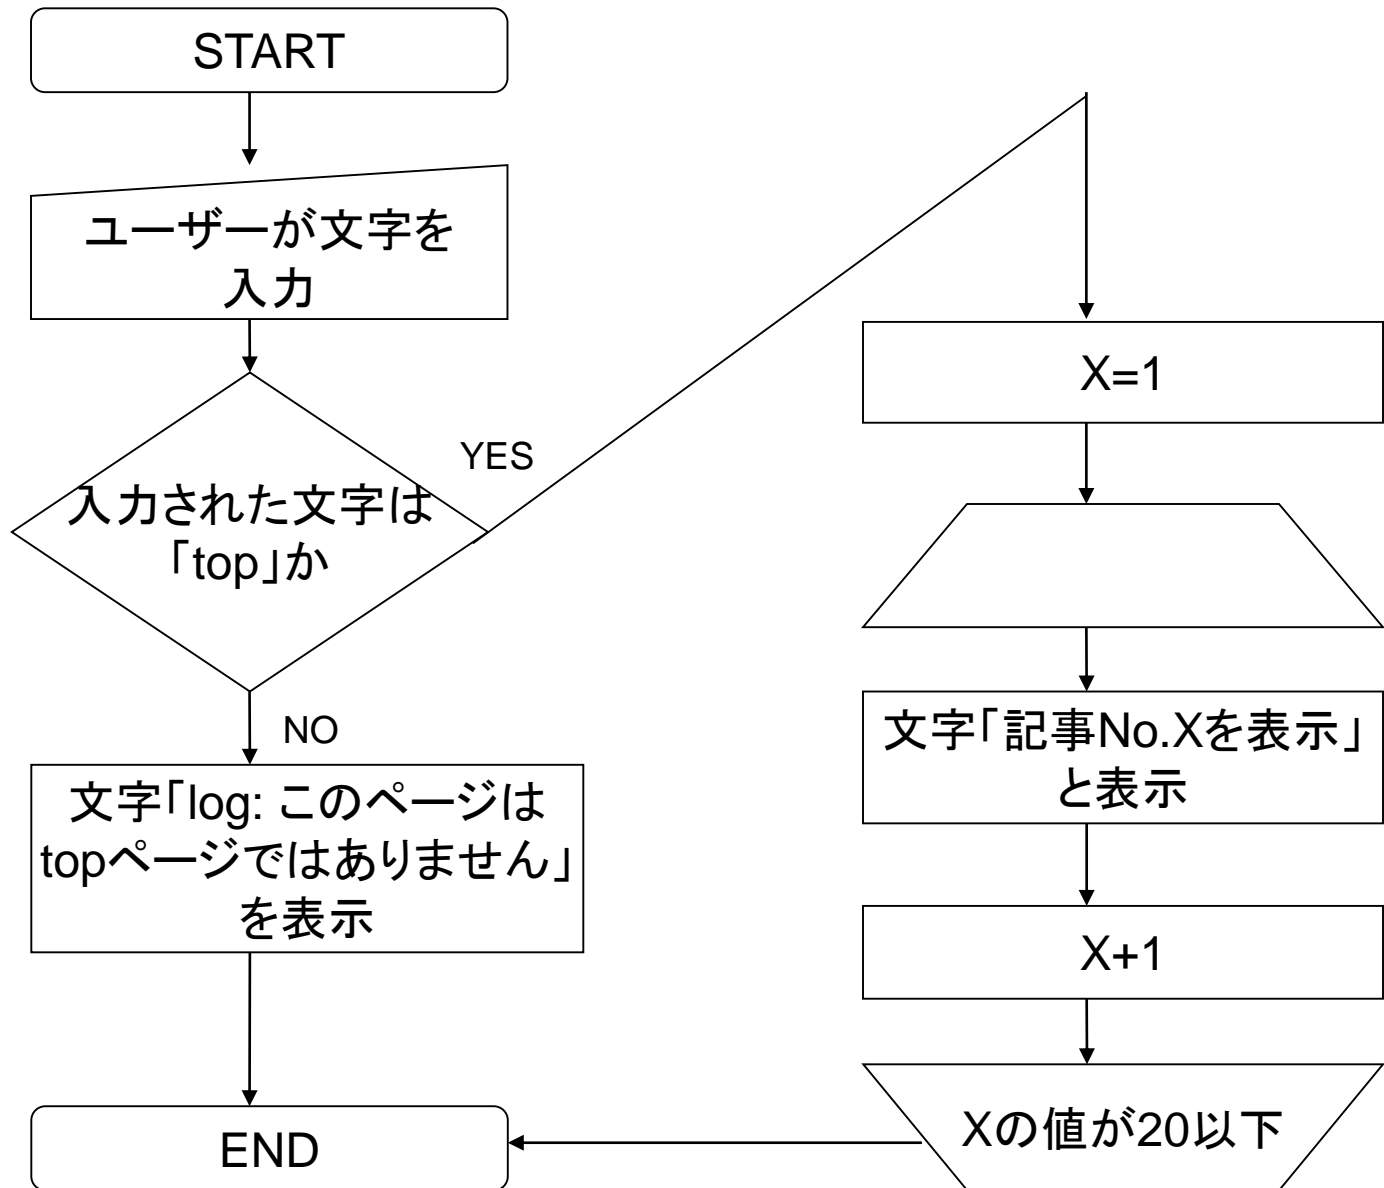 START
ユーザーが文字を
入力
入力された文字は
「top」か
YES
NO
文字「log: このページは
topページではありません」
を表示
END
X=1
文字「記事No.Xを表示」
と表示
X+1
Xの値が20以下